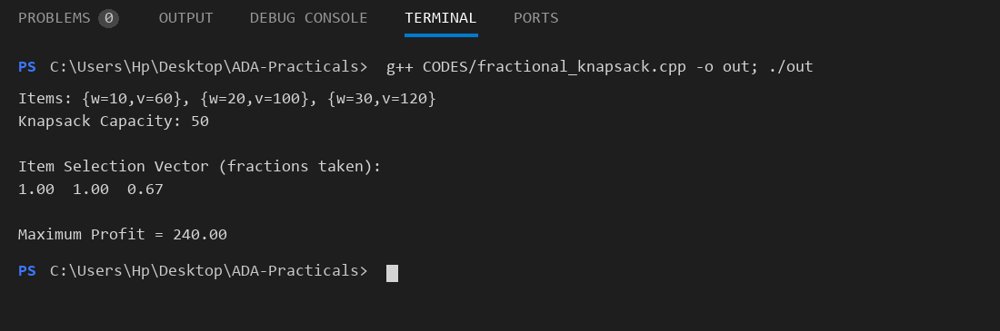 PROBLEMS 0 OUTPUT DEBUG CONSOLE TERMINAL PORTS
PS C:\Users\Hp\Desktop\ADA-Practicals> g++ CODES/fractional_knapsack.cpp -o out; ./out
Items: {w=10,v=60}, {w=20,v=100}, {w=30,v=120}
Knapsack Capacity: 50
Item Selection Vector (fractions taken):
1.00 1.00 0.67
Maximum Profit = 240.00
PS C:\Users\Hp\Desktop\ADA-Practicals>